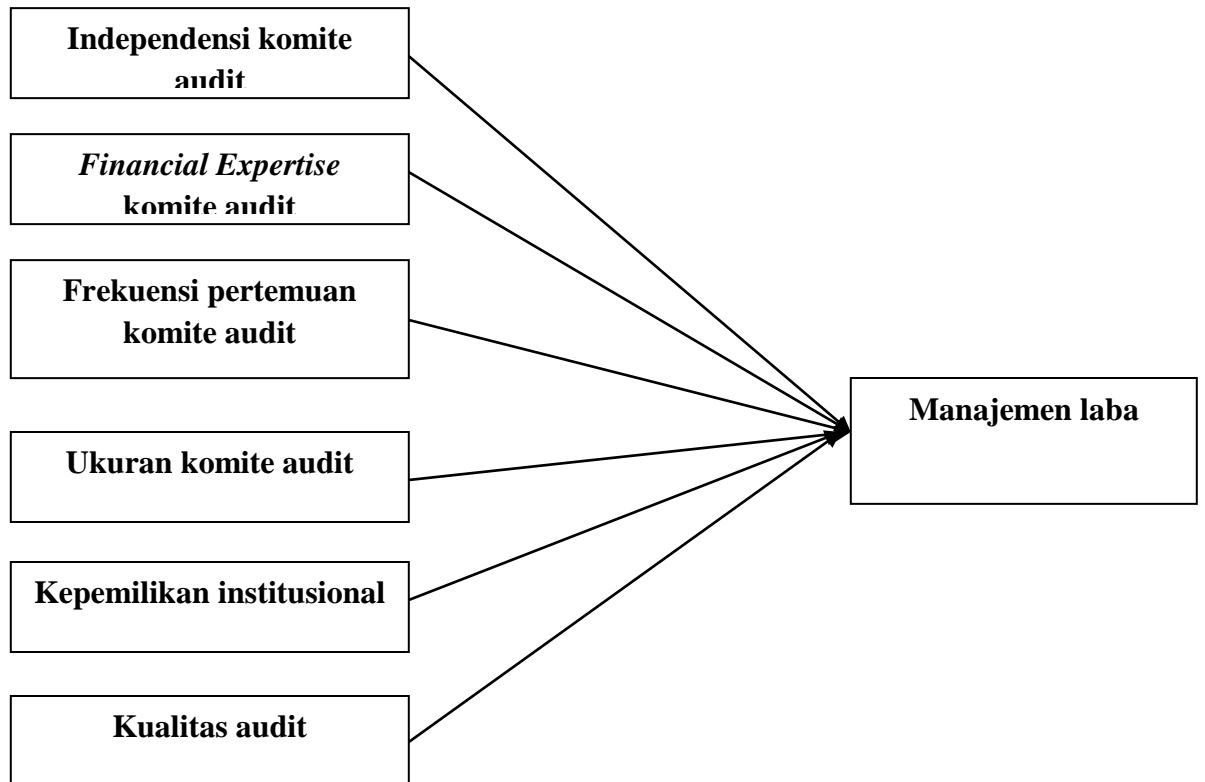 Independensi komite
audit
Financial Expertise
komite audit
Frekuensi pertemuan
komite audit
Manajemen laba
Ukuran komite audit
Kepemilikan institusional
Kualitas audit